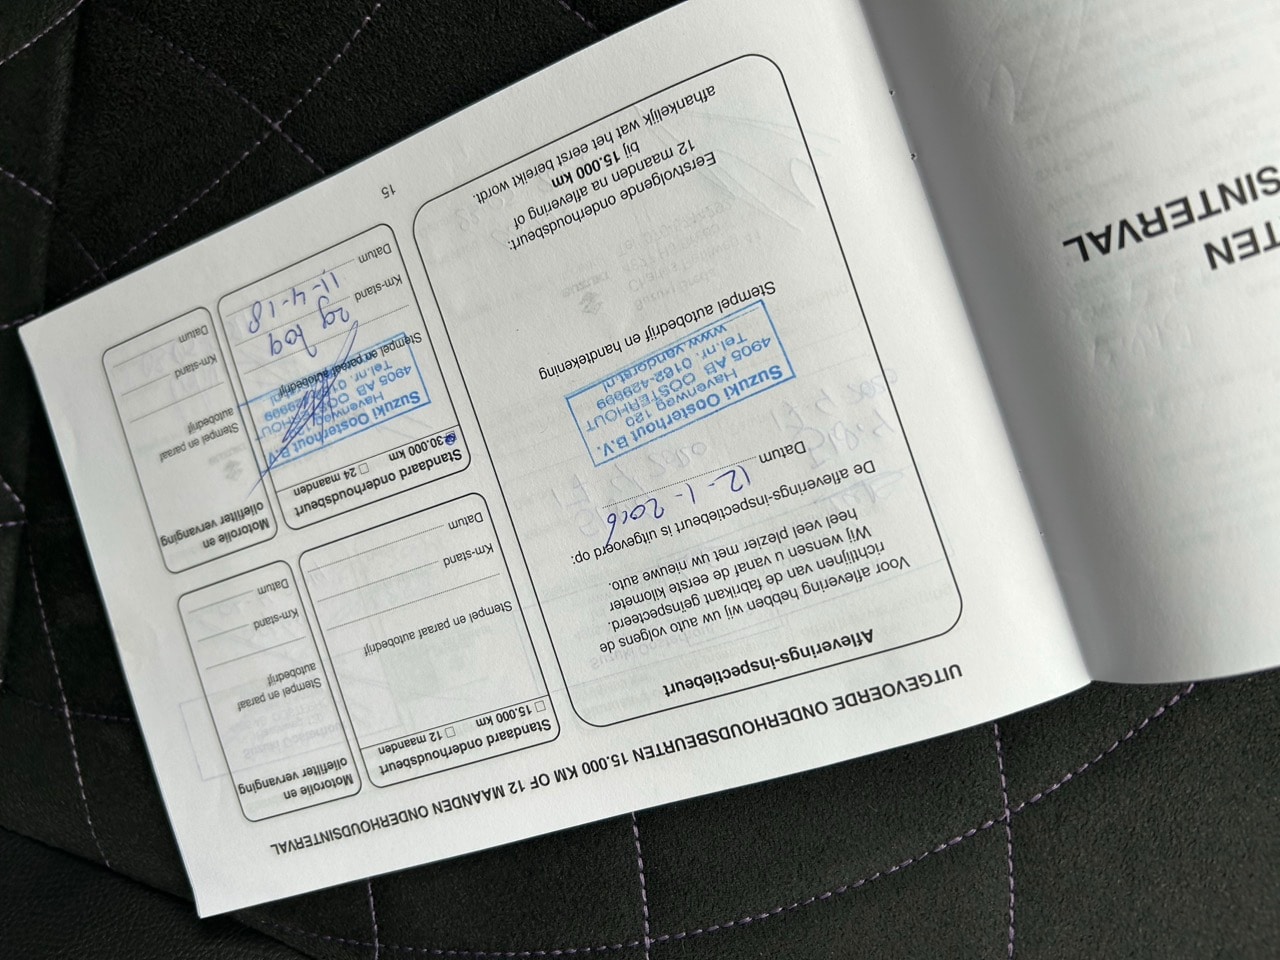 UITGEVOERDE ONDERHOUDSBEURTEN 15.000 KM OF 12 MAANDEN ONDERHOUDSINTERVAL
Afleverings-inspectiebeurt
Voor aflevering hebben wij uw auto volgens de
richtlijnen van de fabrikant geïnspecteerd.
Wij wensen u vanaf de eerste kilometer
heel veel plezier met uw nieuwe auto.
De afleverings-inspectiebeurt is uitgevoerd op:
Datum 12-1-2016
Suzuki Oosterhout B.V.
Havenweg 120
4905 AB OOSTERHOUT
Tel.nr. 0162-429999
www.vandorst.nl
Stempel autobedrijf en handtekening
Eerstvolgende onderhoudsbeurt:
12 maanden na aflevering of
bij 15.000 km
afhankelijk wat het eerst bereikt wordt.
Standaard onderhoudsbeurt
15.000 km 12 maanden
Stempel en paraaf autobedrijf
Km-stand
Datum
Motorolie en
oliefilter vervanging
Stempel en paraaf
autobedrijf
Km-stand
Datum
Standaard onderhoudsbeurt
30.000 km 24 maanden
Suzuki Oosterhout B.V.
Havenweg 120
4905 AB OOSTERHOUT
Tel.nr. 0162-429999
Stempel en paraaf autobedrijf
Km-stand 29 709
Datum 11-4-18
Motorolie en
oliefilter vervanging
Stempel en paraaf
autobedrijf
Km-stand
Datum
15
TEN
SINTERVAL